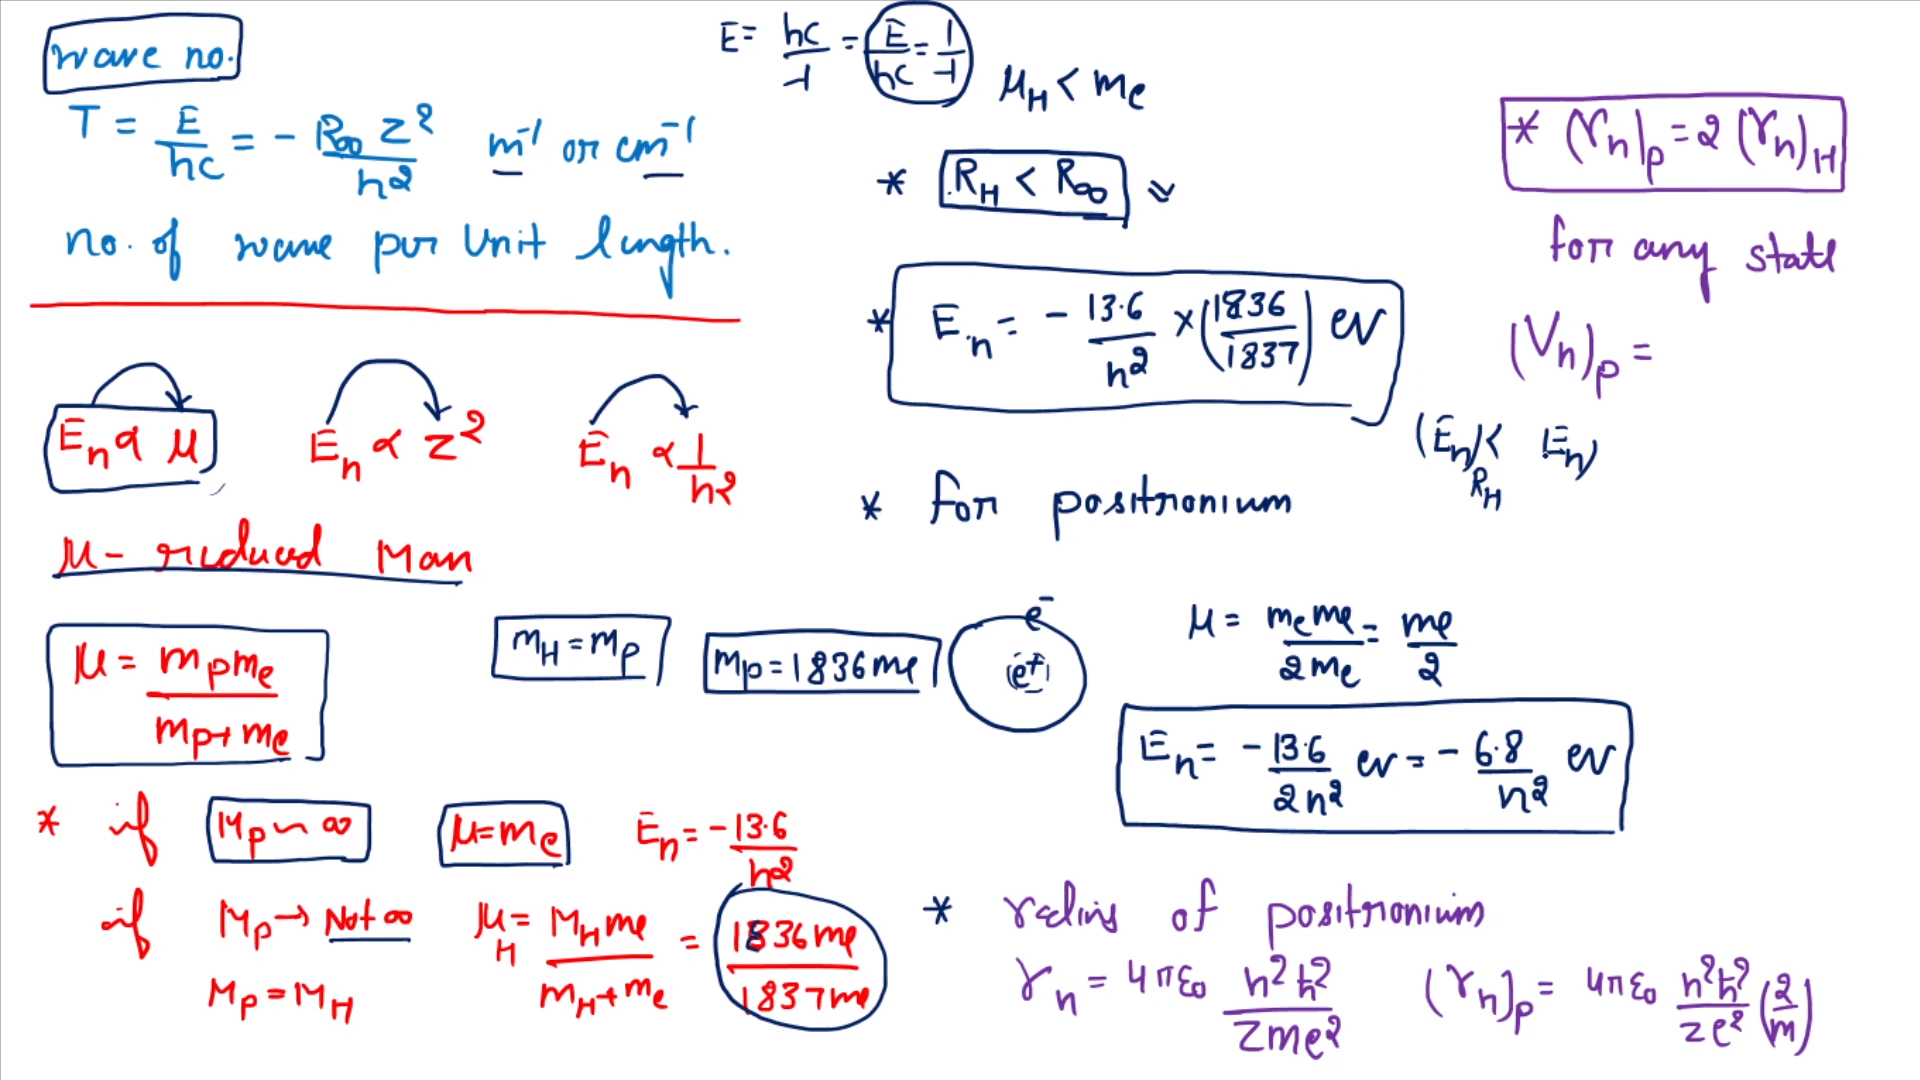 wave no.
T = E/hc = - R∞ Z²/n² m⁻¹ or cm⁻¹
no. of wave per Unit length.
En α μ
En α Z²
En α 1/n²
μ - reduced Mass
μ = mpme/mp+me
mH = mp
mp = 1836me
* if Mp ~ ∞ μ = me En = -13.6/n²
if Mp → Not ∞ μH = MHme/mH+me = 1836me/1837me
Mp = MH
E = hc/λ = E/hc = 1/λ
μH < me
* RH < R∞
* En = - 13.6/n² × (1836/1837) ev
(En)RH < En)
* for positronium
e⁻
e⁺
μ = meme/2me = me/2
En = -13.6/2n² ev = - 6.8/n² ev
* radius of positronium
rn = 4πε₀ n²ħ²/Zme² (rn)p = 4πε₀ n²ħ²/ze² (2/m)
* (rn)p = 2 (rn)H
for any state
(Vn)p =